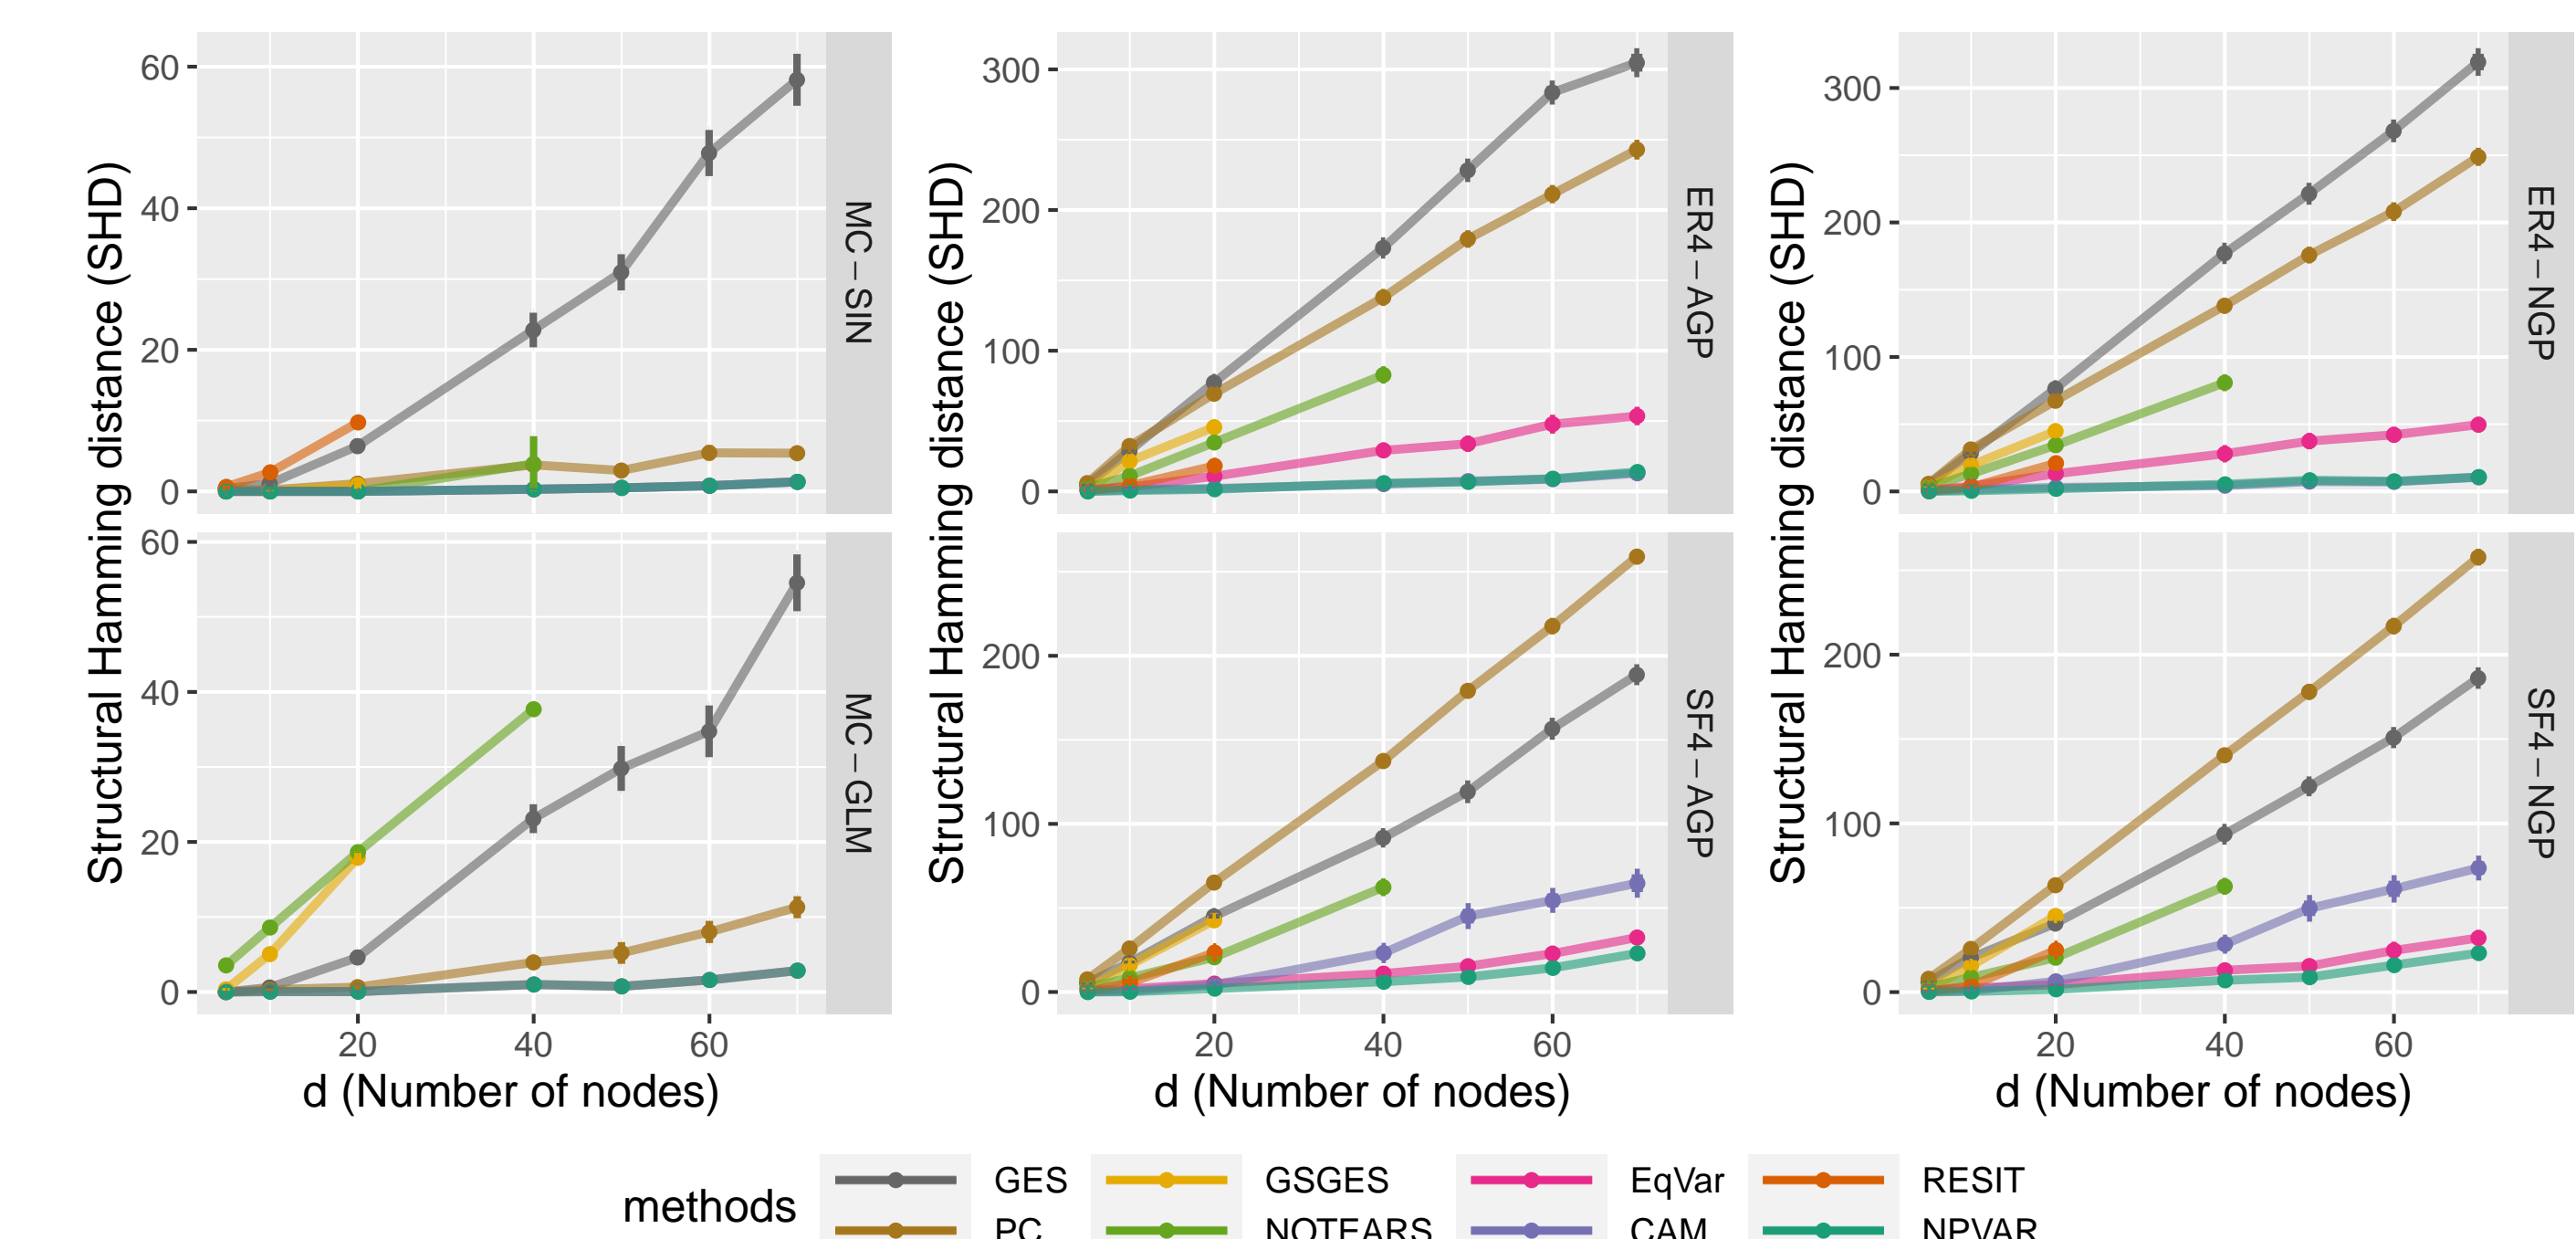 60
40
20
0
Structural Hamming distance (SHD)
MC−SIN
60
40
20
0
MC−GLM
20 40 60
d (Number of nodes)
300
200
100
0
Structural Hamming distance (SHD)
ER4−AGP
200
100
0
SF4−AGP
20 40 60
d (Number of nodes)
300
200
100
0
Structural Hamming distance (SHD)
ER4−NGP
200
100
0
SF4−NGP
20 40 60
d (Number of nodes)
methods
GES GSGES EqVar RESIT
PC NOTEARS CAM NPVAR